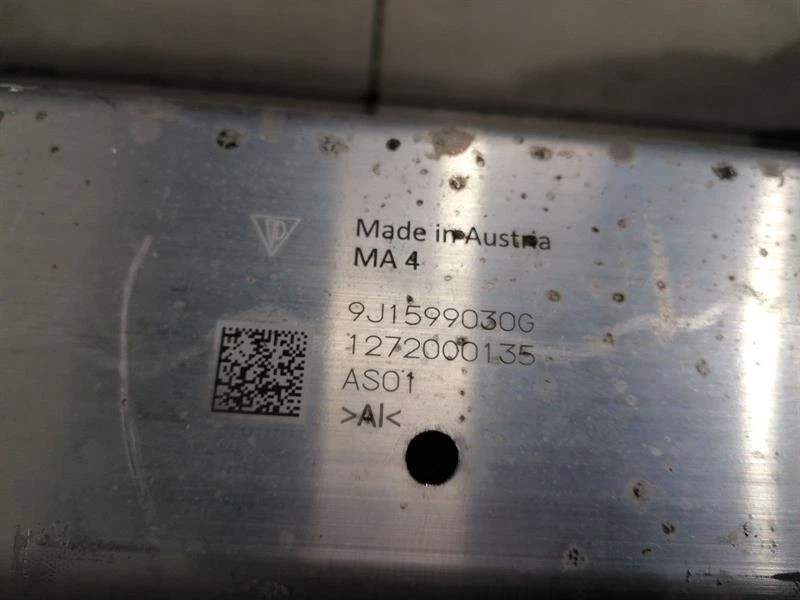 Made in Austria
MA 4
9J1599030G
1272000135
AS01
>Al<